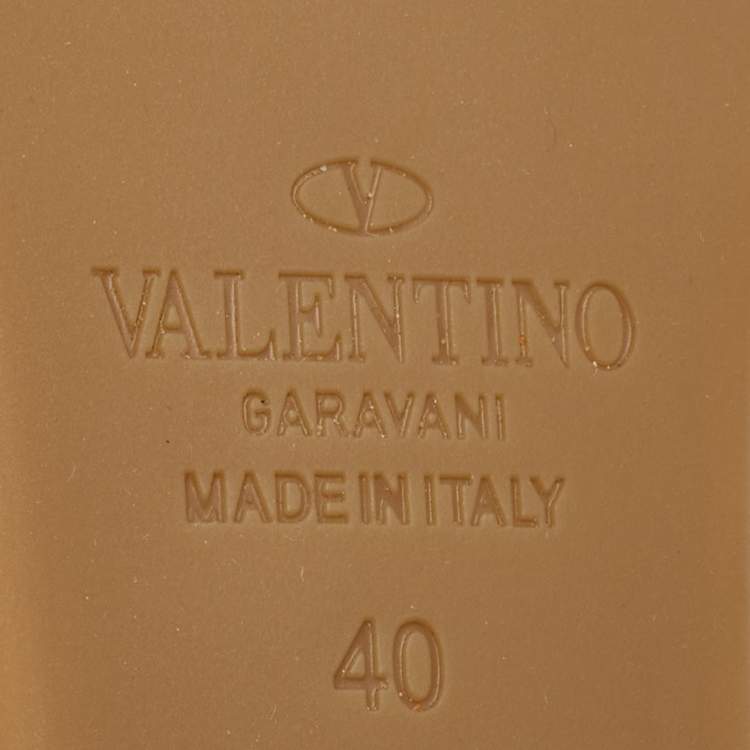 V
VALENTINO
GARAVANI
MADE IN ITALY
40